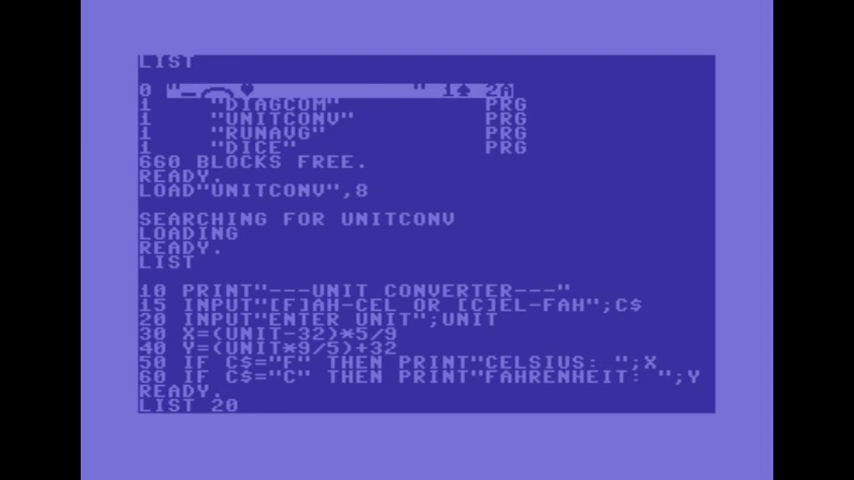 LIST
0 "_ ♥ " 1♠ 2A
1 "DIAGCOM" PRG
1 "UNITCONV" PRG
1 "RUNAVG" PRG
1 "DICE" PRG
660 BLOCKS FREE.
READY.
LOAD"UNITCONV",8
SEARCHING FOR UNITCONV
LOADING
READY.
LIST
10 PRINT"---UNIT CONVERTER---"
15 INPUT"[F]AH-CEL OR [C]EL-FAH";C$
20 INPUT"ENTER UNIT";UNIT
30 X=(UNIT-32)*5/9
40 Y=(UNIT*9/5)+32
50 IF C$="F" THEN PRINT"CELSIUS: ";X
60 IF C$="C" THEN PRINT"FAHRENHEIT: ";Y
READY.
LIST 20